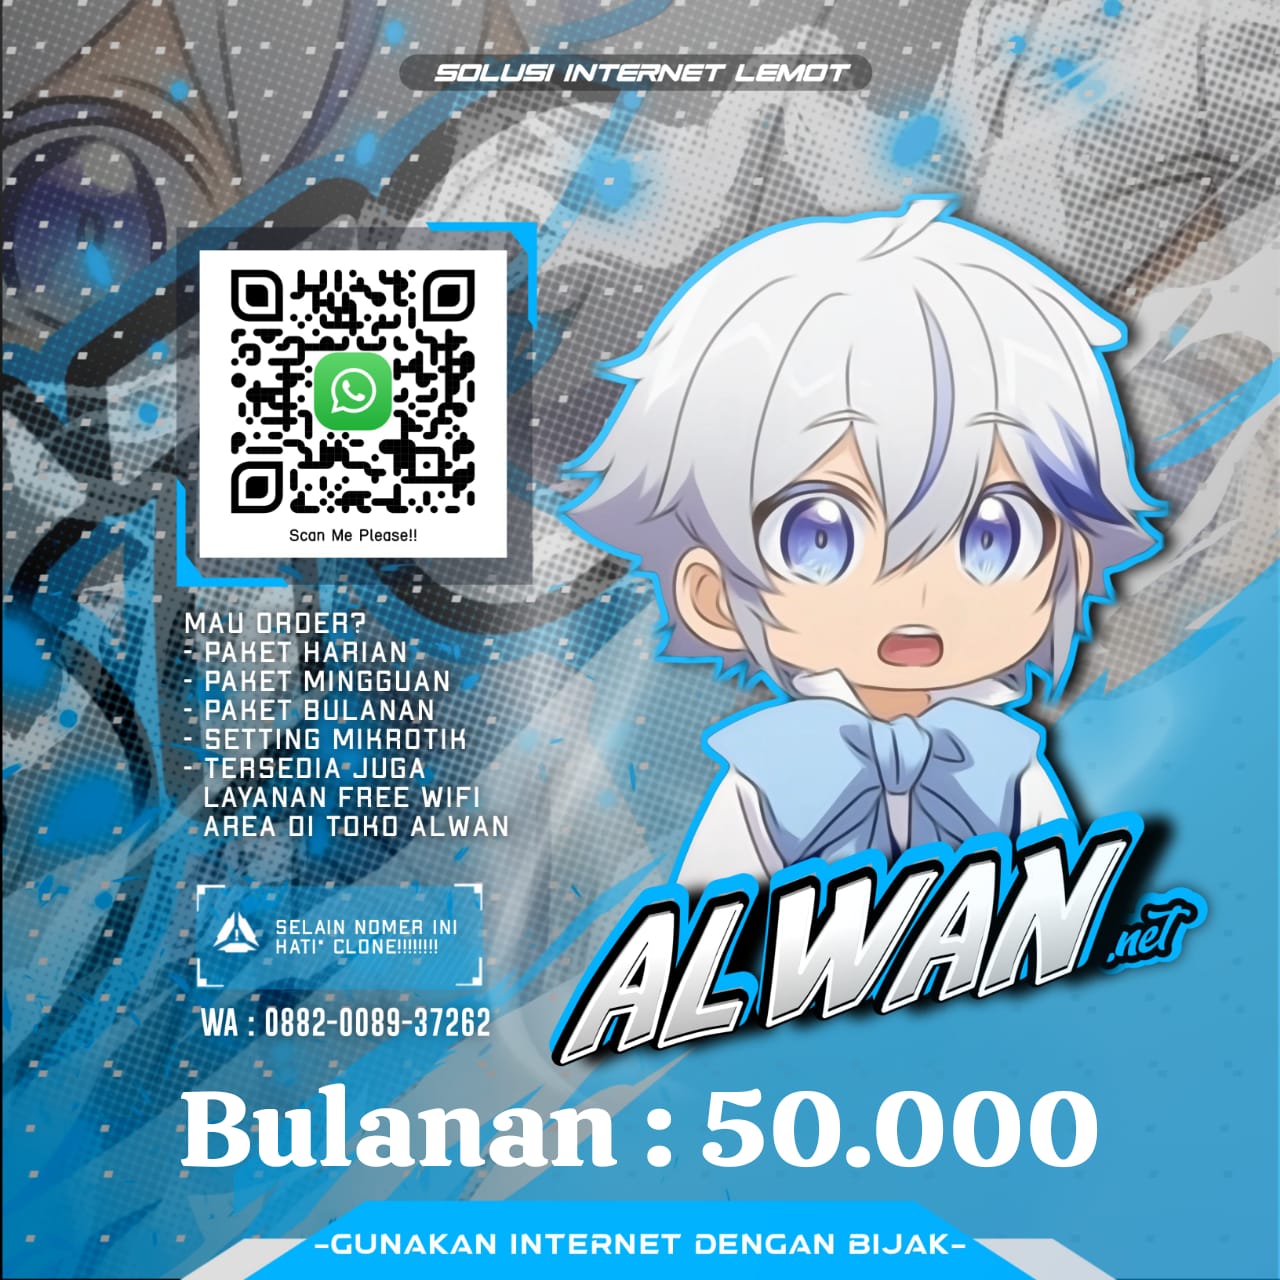 SOLUSI INTERNET LEMOT
Scan Me Please!!
MAU ORDER?
- PAKET HARIAN
- PAKET MINGGUAN
- PAKET BULANAN
- SETTING MIKROTIK
- TERSEDIA JUGA
LAYANAN FREE WIFI
AREA DI TOKO ALWAN
SELAIN NOMER INI
HATI" CLONE!!!!!!!!
WA : 0882-0089-37262
ALWAN.net
Bulanan : 50.000
-GUNAKAN INTERNET DENGAN BIJAK-